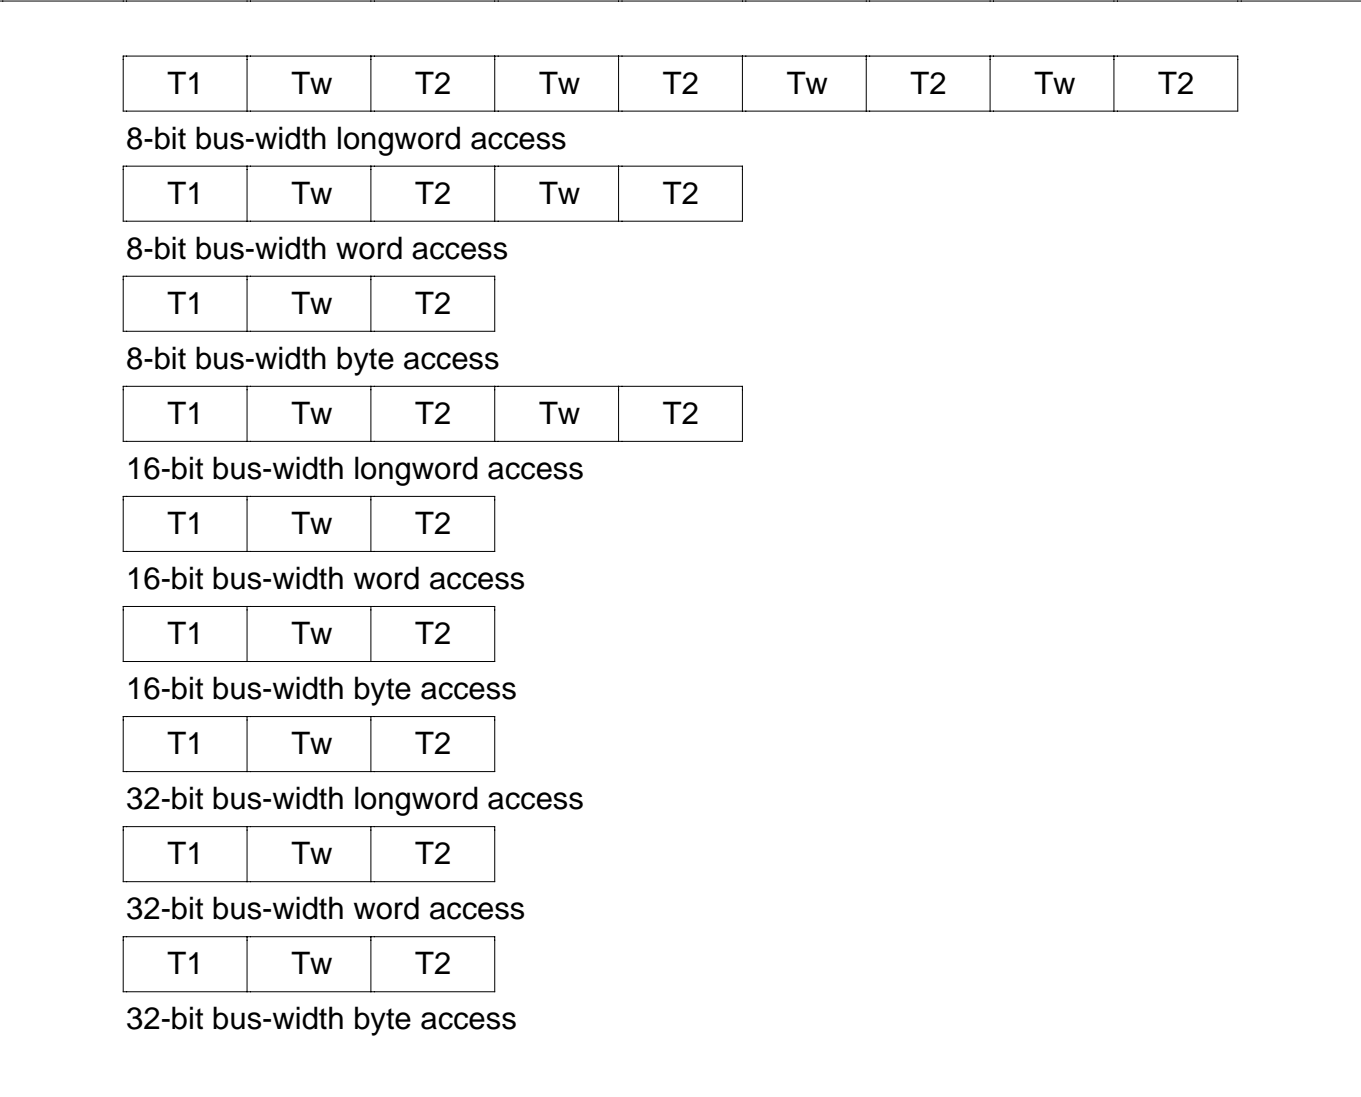 T1 Tw T2 Tw T2 Tw T2 Tw T2
8-bit bus-width longword access
T1 Tw T2 Tw T2
8-bit bus-width word access
T1 Tw T2
8-bit bus-width byte access
T1 Tw T2 Tw T2
16-bit bus-width longword access
T1 Tw T2
16-bit bus-width word access
T1 Tw T2
16-bit bus-width byte access
T1 Tw T2
32-bit bus-width longword access
T1 Tw T2
32-bit bus-width word access
T1 Tw T2
32-bit bus-width byte access